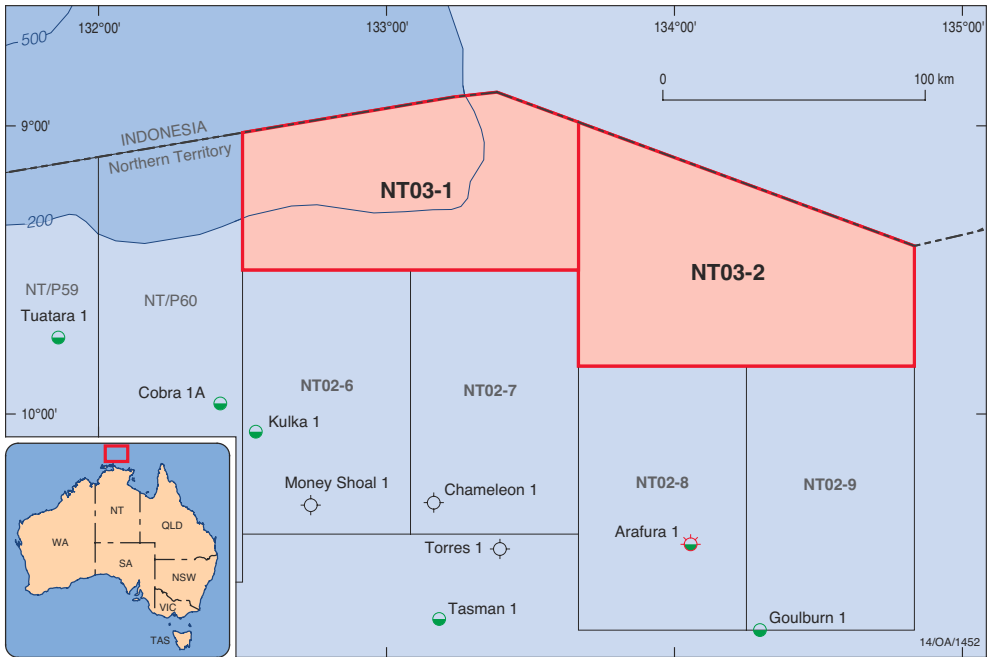 132°00'
133°00'
134°00'
135°00'
500
0
100 km
9°00'
INDONESIA
Northern Territory
NT03-1
200
NT03-2
NT/P59
Tuatara 1
NT/P60
NT02-6
NT02-7
Cobra 1A
10°00'
Kulka 1
Money Shoal 1
Chameleon 1
NT02-8
NT02-9
Arafura 1
Torres 1
Tasman 1
Goulburn 1
NT
QLD
WA
SA
NSW
VIC
TAS
14/OA/1452